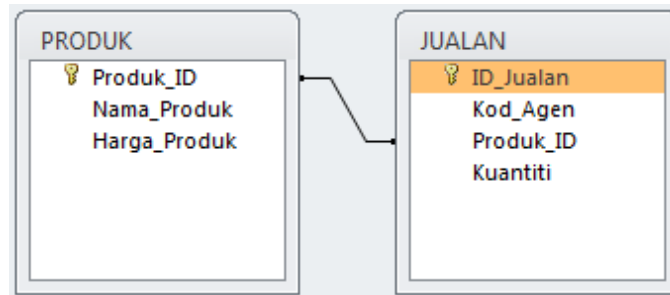 PRODUK
Produk_ID
Nama_Produk
Harga_Produk
JUALAN
ID_Jualan
Kod_Agen
Produk_ID
Kuantiti